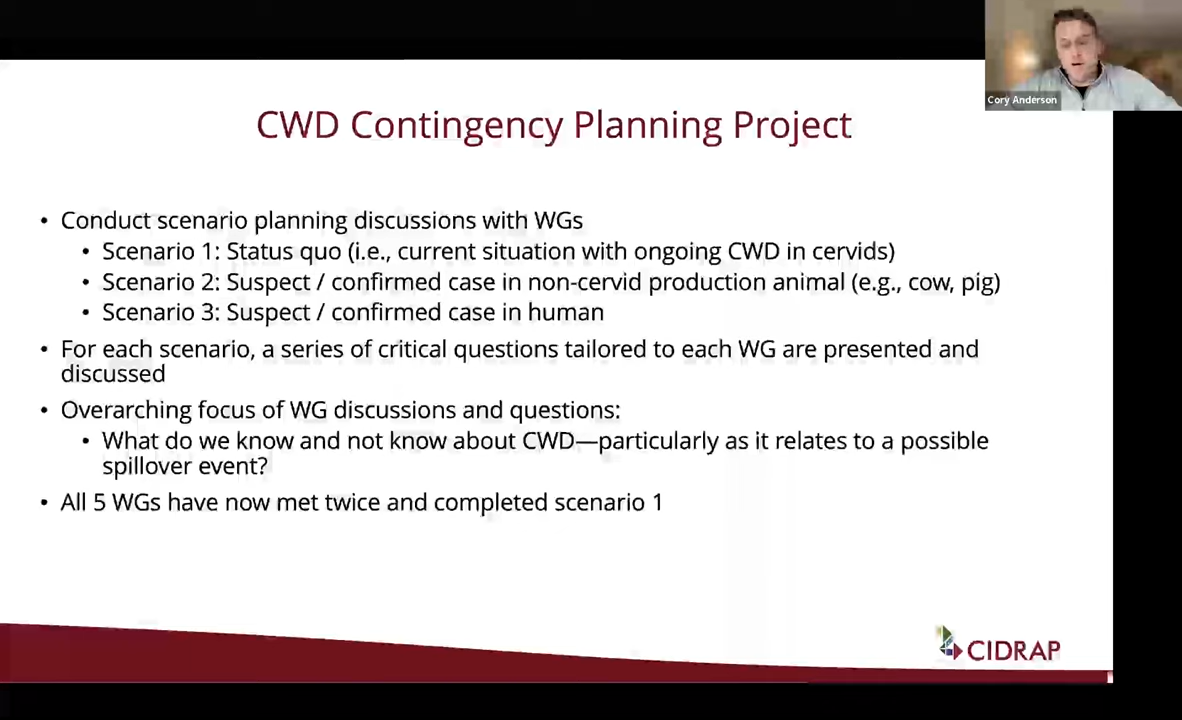 Cory Anderson
CWD Contingency Planning Project
• Conduct scenario planning discussions with WGs
• Scenario 1: Status quo (i.e., current situation with ongoing CWD in cervids)
• Scenario 2: Suspect / confirmed case in non-cervid production animal (e.g., cow, pig)
• Scenario 3: Suspect / confirmed case in human
• For each scenario, a series of critical questions tailored to each WG are presented and
discussed
• Overarching focus of WG discussions and questions:
• What do we know and not know about CWD—particularly as it relates to a possible
spillover event?
• All 5 WGs have now met twice and completed scenario 1
CIDRAP